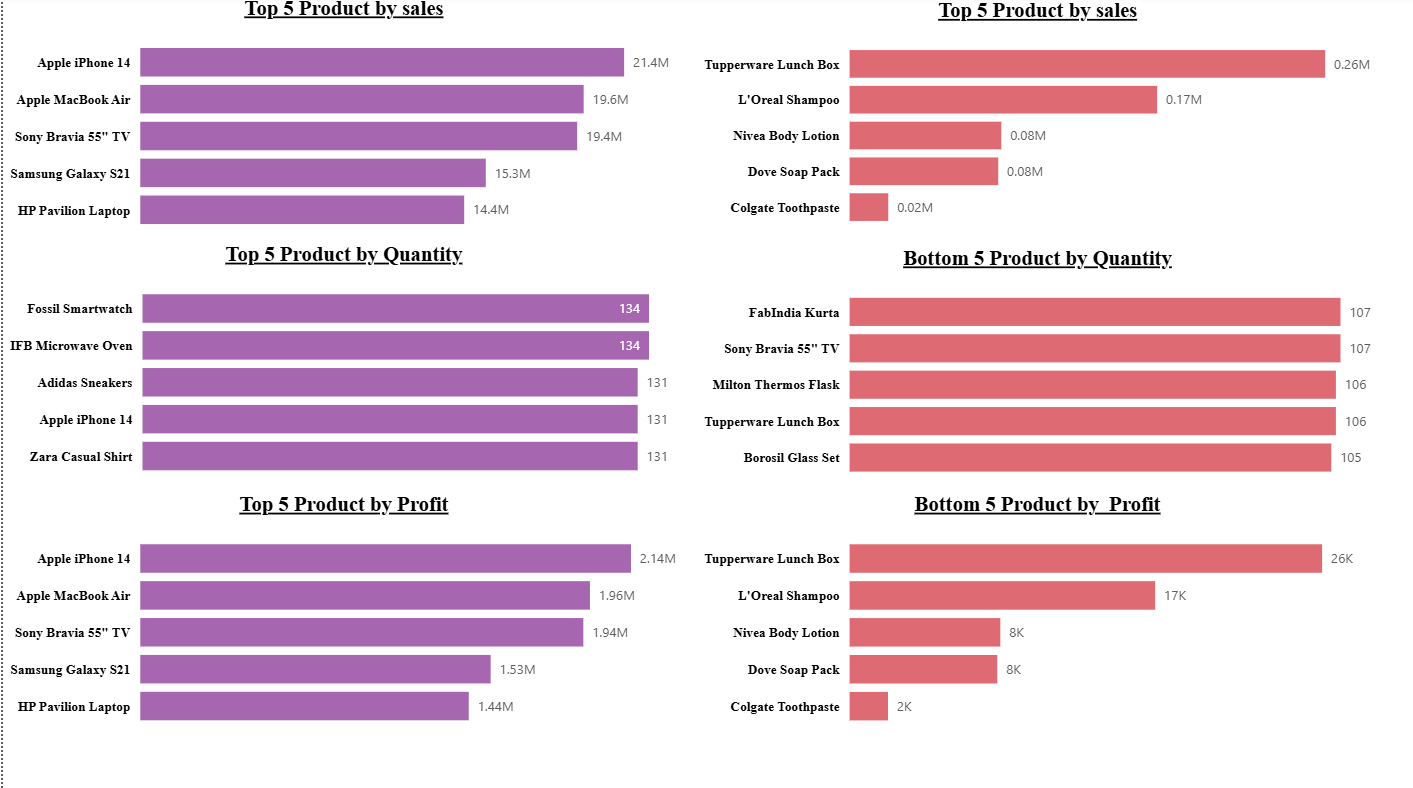 Top 5 Product by sales
Apple iPhone 14 21.4M
Apple MacBook Air 19.6M
Sony Bravia 55" TV 19.4M
Samsung Galaxy S21 15.3M
HP Pavilion Laptop 14.4M
Top 5 Product by sales
Tupperware Lunch Box 0.26M
L'Oreal Shampoo 0.17M
Nivea Body Lotion 0.08M
Dove Soap Pack 0.08M
Colgate Toothpaste 0.02M
Top 5 Product by Quantity
Fossil Smartwatch 134
IFB Microwave Oven 134
Adidas Sneakers 131
Apple iPhone 14 131
Zara Casual Shirt 131
Bottom 5 Product by Quantity
FabIndia Kurta 107
Sony Bravia 55" TV 107
Milton Thermos Flask 106
Tupperware Lunch Box 106
Borosil Glass Set 105
Top 5 Product by Profit
Apple iPhone 14 2.14M
Apple MacBook Air 1.96M
Sony Bravia 55" TV 1.94M
Samsung Galaxy S21 1.53M
HP Pavilion Laptop 1.44M
Bottom 5 Product by  Profit
Tupperware Lunch Box 26K
L'Oreal Shampoo 17K
Nivea Body Lotion 8K
Dove Soap Pack 8K
Colgate Toothpaste 2K